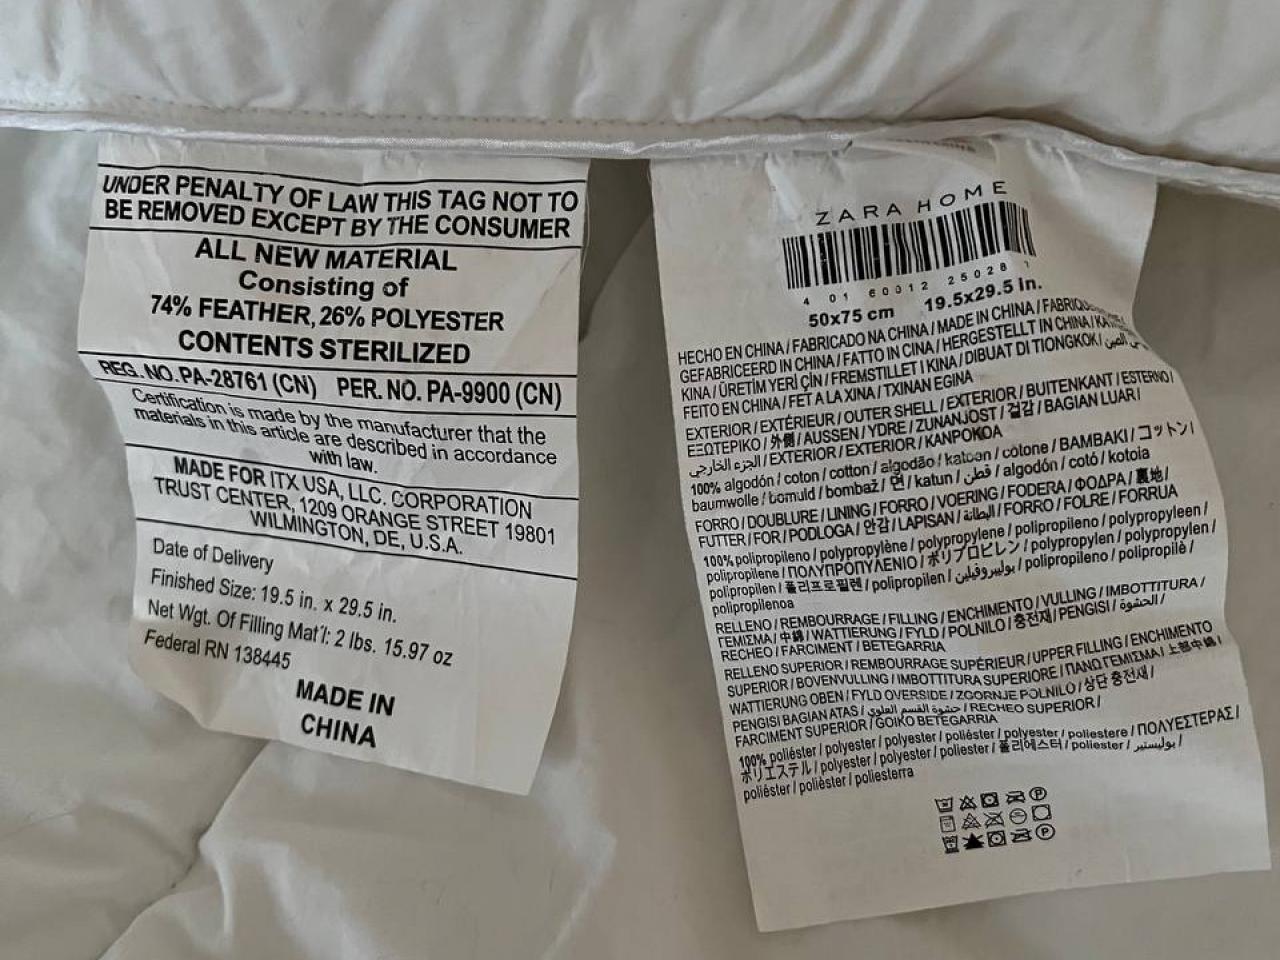 UNDER PENALTY OF LAW THIS TAG NOT TO
BE REMOVED EXCEPT BY THE CONSUMER
ALL NEW MATERIAL
Consisting of
74% FEATHER, 26% POLYESTER
CONTENTS STERILIZED
REG. NO. PA-28761 (CN) PER. NO. PA-9900 (CN)
Certification is made by the manufacturer that the
materials in this article are described in accordance
with law.
MADE FOR ITX USA, LLC. CORPORATION
TRUST CENTER, 1209 ORANGE STREET 19801
WILMINGTON, DE, U.S.A.
Date of Delivery
Finished Size: 19.5 in. x 29.5 in.
Net Wgt. Of Filling Mat'l: 2 lbs. 15.97 oz
Federal RN 138445
MADE IN
CHINA
ZARA HOME
4 01 60012 25028 1
50x75 cm 19.5x29.5 in.
HECHO EN CHINA / FABRICADO NA CHINA / MADE IN CHINA /
GEFABRICEERD IN CHINA / FATTO IN CINA / HERGESTELLT IN CHINA /
KINA / ÜRETİM YERİ ÇİN / FREMSTILLET I KINA / DIBUAT DI TIONGKOK /
FEITO EN CHINA / FET A LA XINA / TXINAN EGINA
EXTERIOR / EXTÉRIEUR / OUTER SHELL / EXTERIOR / BUITENKANT / ESTERNO /
ΕΞΩΤΕΡΙΚΟ / 外側 / AUSSEN / YDRE / ZUNANJOST / 겉감 / BAGIAN LUAR /
الجزء الخارجي / EXTERIOR / EXTERIOR / KANPOKOA
100% algodón / coton / cotton / algodão / katoen / cotone / BAMBAKI / コットン /
baumwolle / bomuld / bombaž / 면 / katun / قطن / algodón / cotó / kotoia
FORRO / DOUBLURE / LINING / FORRO / VOERING / FODERA / ΦΟΔΡΑ / 裏地 /
FUTTER / FOR / PODLOGA / 안감 / LAPISAN / البطانة / FORRO / FOLRE / FORRUA
100% polipropileno / polypropylène / polypropylene / polipropileno / polypropyleen /
polipropilene / ΠΟΛΥΠΡΟΠΥΛΕΝΙΟ / ポリプロピレン / polypropylen / polypropylen /
polipropilen / 폴리프로필렌 / polipropilen / بوليبروفيلين / polipropileno / polipropilè /
polipropilenoa
RELLENO / REMBOURRAGE / FILLING / ENCHIMENTO / VULLING / IMBOTTITURA /
ΓΕΜΙΣΜΑ / 中綿 / WATTIERUNG / FYLD / POLNILO / 충전재 / PENGISI / الحشوة /
RECHEO / FARCIMENT / BETEGARRIA
RELLENO SUPERIOR / REMBOURRAGE SUPÉRIEUR / UPPER FILLING / ENCHIMENTO
SUPERIOR / BOVENVULLING / IMBOTTITURA SUPERIORE / ΠΑΝΩ ΓΕΜΙΣΜΑ / 上部中綿 /
WATTIERUNG OBEN / FYLD OVERSIDE / ZGORNJE POLNILO / 상단 충전재 /
PENGISI BAGIAN ATAS / حشوة القسم العلوي / RECHEO SUPERIOR /
FARCIMENT SUPERIOR / GOIKO BETEGARRIA
100% poliéster / polyester / polyester / poliéster / polyester / poliestere / ΠΟΛΥΕΣΤΕΡΑΣ /
ポリエステル / polyester / polyester / poliester / 폴리에스터 / poliester / بوليستير /
poliéster / polièster / poliesterra